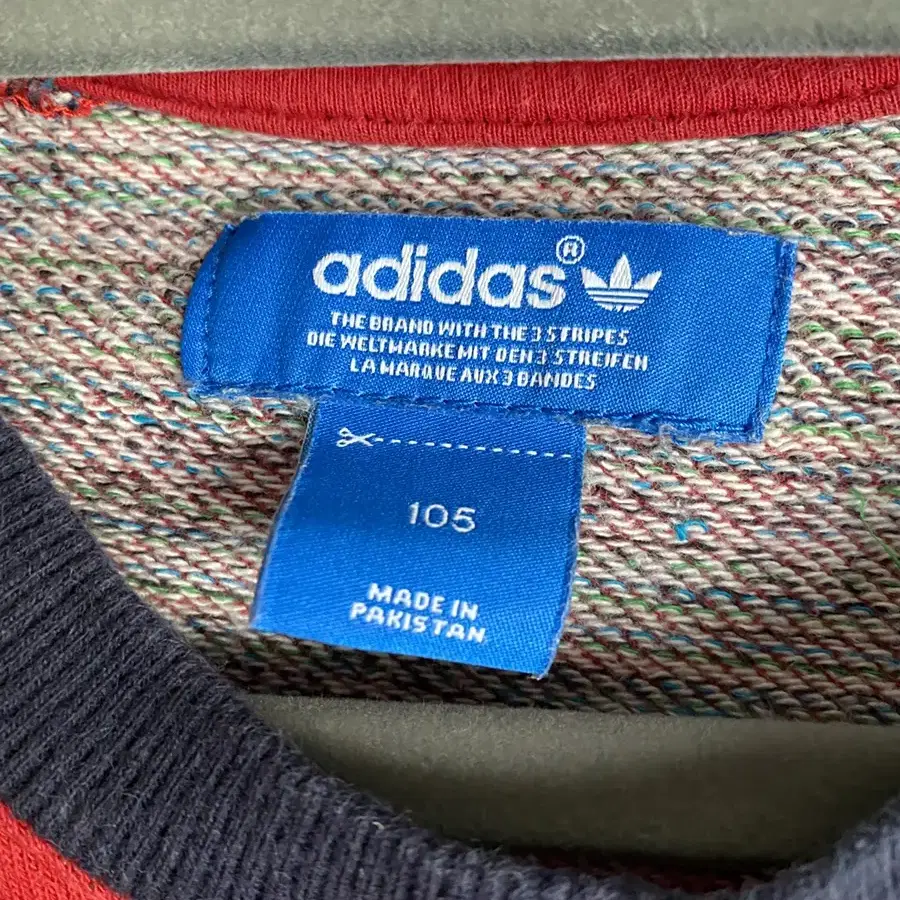 adidas®
THE BRAND WITH THE 3 STRIPES
DIE WELTMARKE MIT DEN 3 STREIFEN
LA MARQUE AUX 3 BANDES
105
MADE IN
PAKISTAN